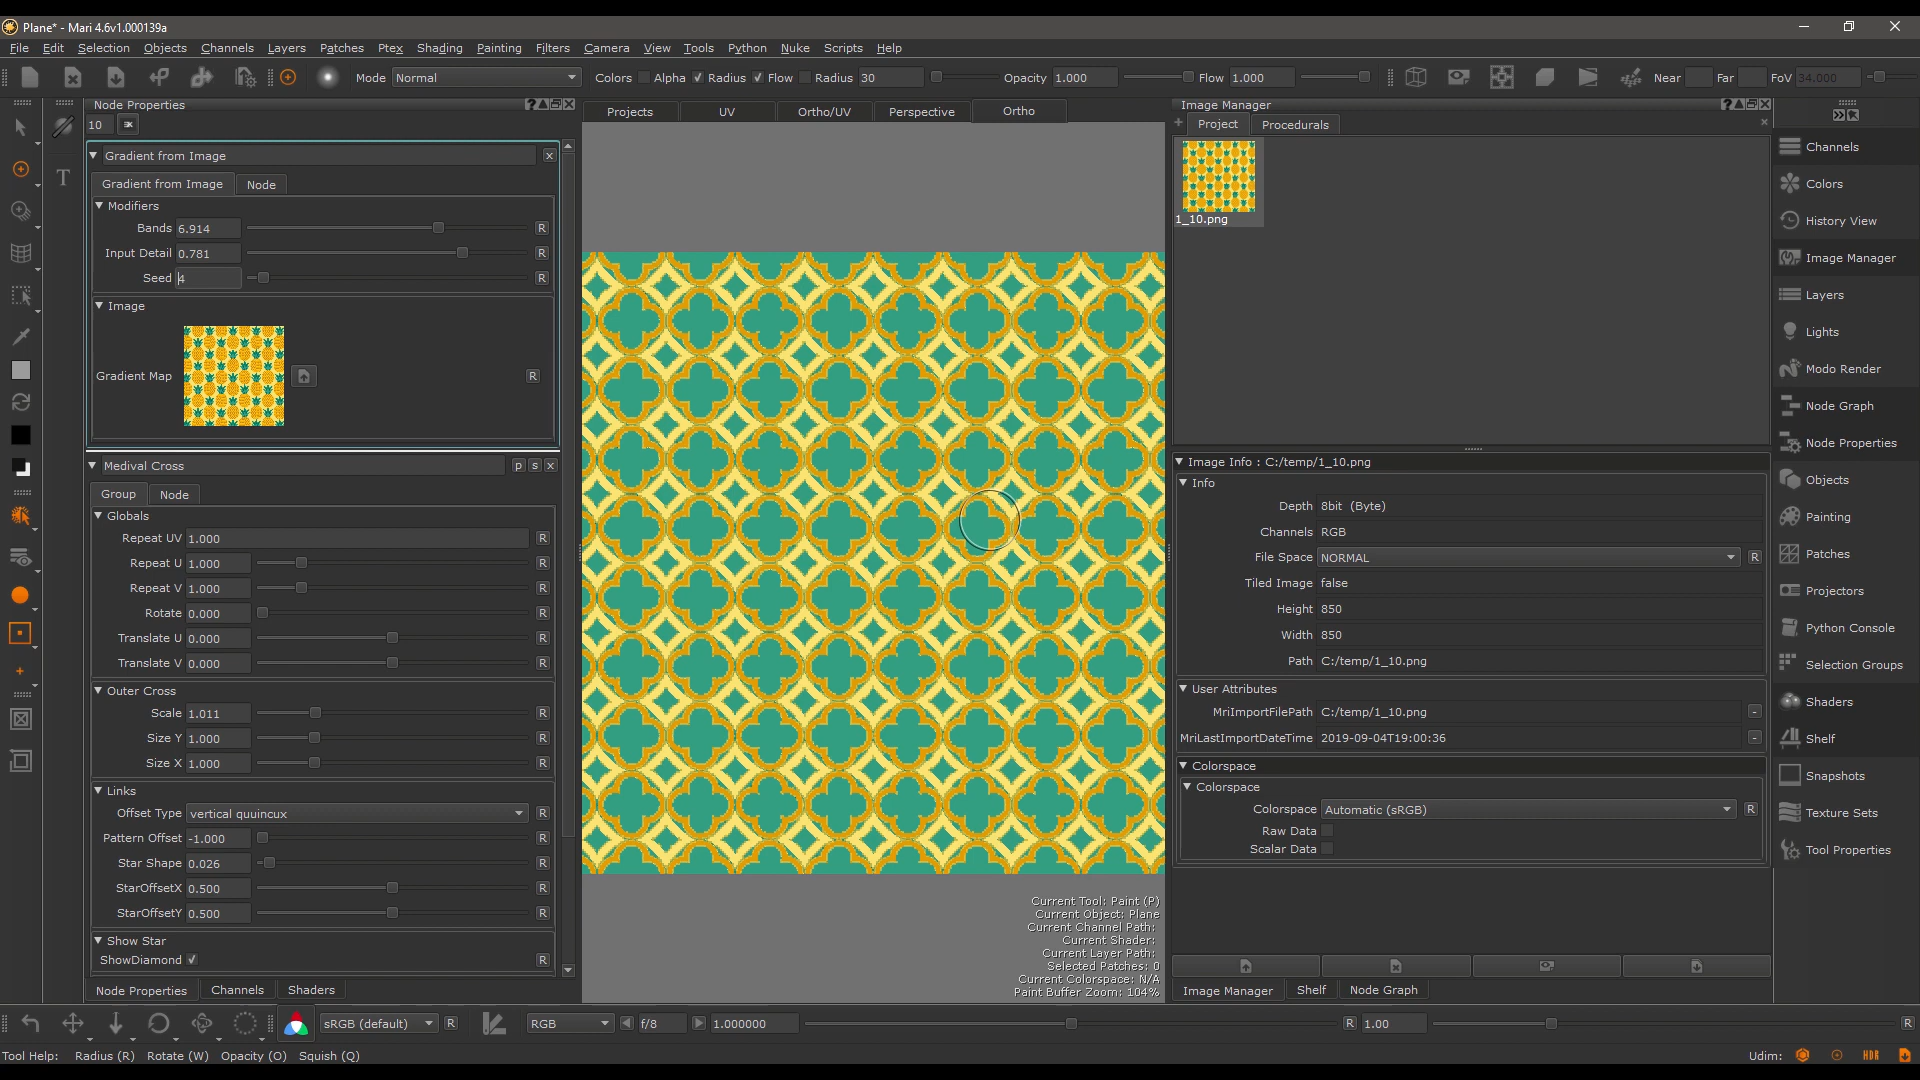 Plane* - Mari 4.6v1.000139a
File Edit Selection Objects Channels Layers Patches Ptex Shading Painting Filters Camera View Tools Python Nuke Scripts Help
Mode Normal Colors Alpha Radius Flow Radius 30 Opacity 1.000 Flow 1.000 Near Far FoV 34.000
Node Properties
10
Gradient from Image
Gradient from Image Node
Modifiers
Bands 6.914 R
Input Detail 0.781 R
Seed 4 R
Image
Gradient Map R
Medival Cross p s x
Group Node
Globals
Repeat UV 1.000 R
Repeat U 1.000 R
Repeat V 1.000 R
Rotate 0.000 R
Translate U 0.000 R
Translate V 0.000 R
Outer Cross
Scale 1.011 R
Size Y 1.000 R
Size X 1.000 R
Links
Offset Type vertical quuincux R
Pattern Offset -1.000 R
Star Shape 0.026 R
StarOffsetX 0.500 R
StarOffsetY 0.500 R
Show Star
ShowDiamond R
Node Properties Channels Shaders
Projects UV Ortho/UV Perspective Ortho
Current Tool: Paint (P)
Current Object: Plane
Current Channel Path:
Current Shader:
Current Layer Path:
Selected Patches: 0
Current Colorspace: N/A
Paint Buffer Zoom: 104%
Image Manager
+ Project Procedurals
1_10.png
Image Info : C:/temp/1_10.png
Info
Depth 8bit (Byte)
Channels RGB
File Space NORMAL R
Tiled Image false
Height 850
Width 850
Path C:/temp/1_10.png
User Attributes
MriImportFilePath C:/temp/1_10.png -
MriLastImportDateTime 2019-09-04T19:00:36 -
Colorspace
Colorspace
Colorspace Automatic (sRGB) R
Raw Data
Scalar Data
Image Manager Shelf Node Graph
Channels
Colors
History View
Image Manager
Layers
Lights
Modo Render
Node Graph
Node Properties
Objects
Painting
Patches
Projectors
Python Console
Selection Groups
Shaders
Shelf
Snapshots
Texture Sets
Tool Properties
sRGB (default) R RGB f/8 1.000000 R 1.00 R
Tool Help: Radius (R) Rotate (W) Opacity (O) Squish (Q) Udim: HDR